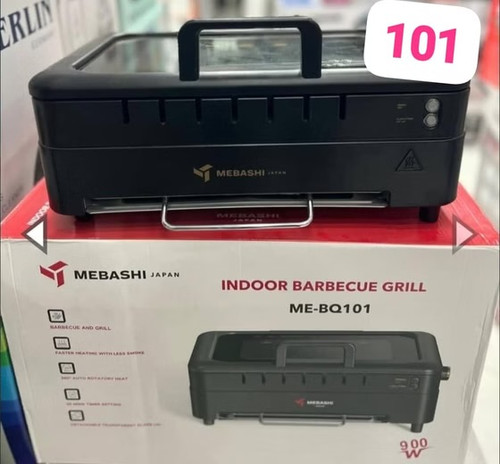 ERLIN
101
MEBASHI JAPAN
MEBASHI JAPAN
INDOOR BARBECUE GRILL
ME-BQ101
BARBECUE AND GRILL
FASTER HEATING WITH LESS SMOKE
MEBASHI
900
W